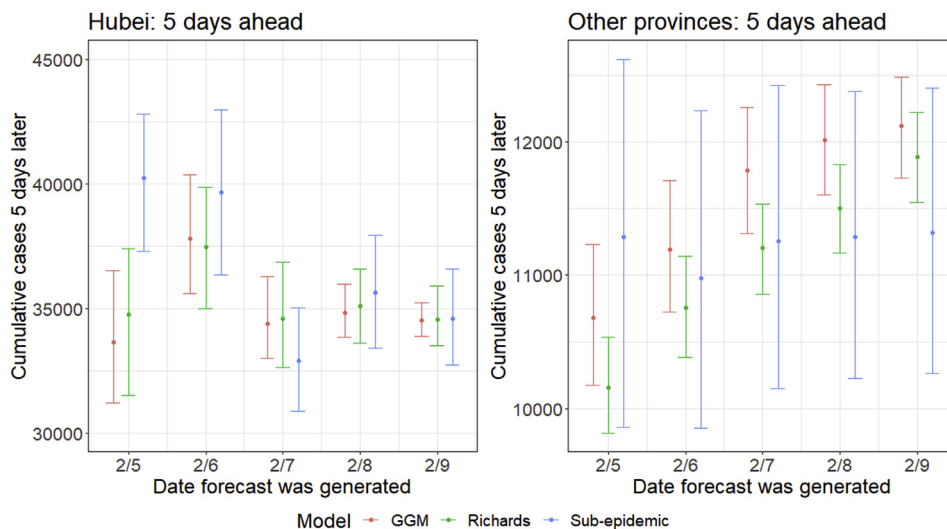 Hubei: 5 days ahead
Cumulative cases 5 days later
45000
40000
35000
30000
2/5 2/6 2/7 2/8 2/9
Date forecast was generated
Other provinces: 5 days ahead
Cumulative cases 5 days later
12000
11000
10000
2/5 2/6 2/7 2/8 2/9
Date forecast was generated
Model GGM Richards Sub-epidemic